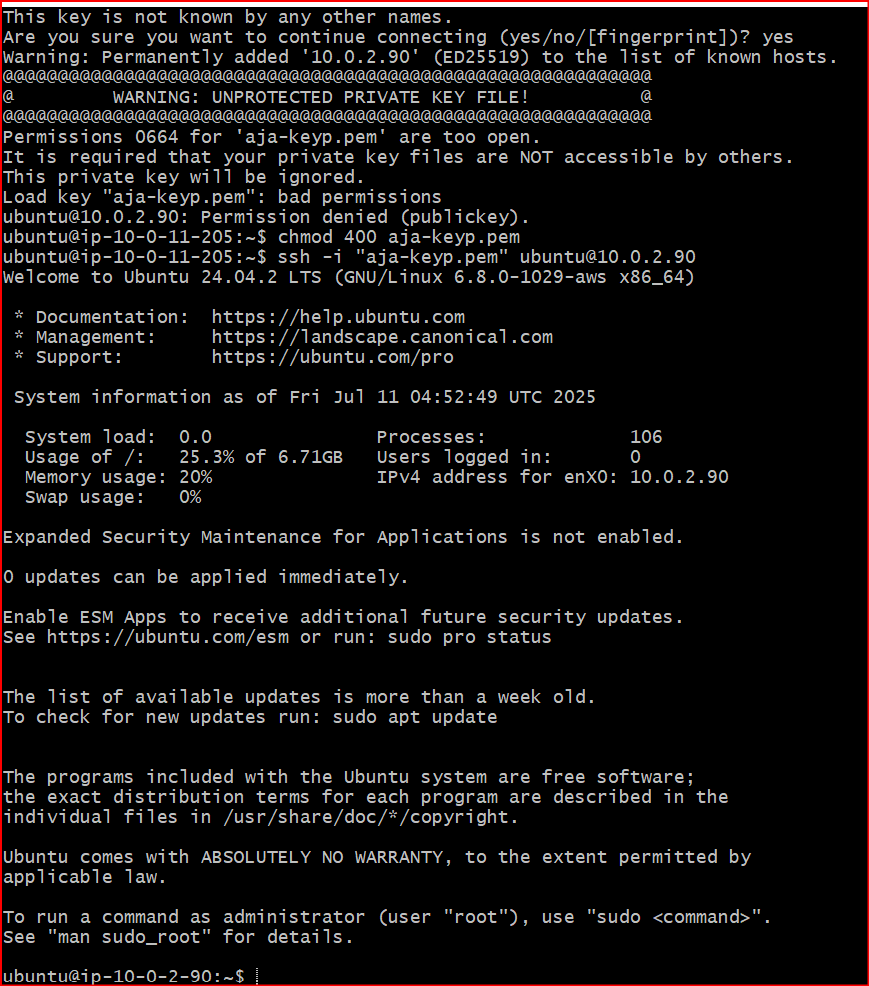 This key is not known by any other names.
Are you sure you want to continue connecting (yes/no/[fingerprint])? yes
Warning: Permanently added '10.0.2.90' (ED25519) to the list of known hosts.
@@@@@@@@@@@@@@@@@@@@@@@@@@@@@@@@@@@@@@@@@@@@@@@@@@@@@@@@@@@
@         WARNING: UNPROTECTED PRIVATE KEY FILE!          @
@@@@@@@@@@@@@@@@@@@@@@@@@@@@@@@@@@@@@@@@@@@@@@@@@@@@@@@@@@@
Permissions 0664 for 'aja-keyp.pem' are too open.
It is required that your private key files are NOT accessible by others.
This private key will be ignored.
Load key "aja-keyp.pem": bad permissions
ubuntu@10.0.2.90: Permission denied (publickey).
ubuntu@ip-10-0-11-205:~$ chmod 400 aja-keyp.pem
ubuntu@ip-10-0-11-205:~$ ssh -i "aja-keyp.pem" ubuntu@10.0.2.90
Welcome to Ubuntu 24.04.2 LTS (GNU/Linux 6.8.0-1029-aws x86_64)

 * Documentation:  https://help.ubuntu.com
 * Management:     https://landscape.canonical.com
 * Support:        https://ubuntu.com/pro

 System information as of Fri Jul 11 04:52:49 UTC 2025

  System load:  0.0               Processes:             106
  Usage of /:   25.3% of 6.71GB   Users logged in:       0
  Memory usage: 20%               IPv4 address for enX0: 10.0.2.90
  Swap usage:   0%

Expanded Security Maintenance for Applications is not enabled.

0 updates can be applied immediately.

Enable ESM Apps to receive additional future security updates.
See https://ubuntu.com/esm or run: sudo pro status


The list of available updates is more than a week old.
To check for new updates run: sudo apt update


The programs included with the Ubuntu system are free software;
the exact distribution terms for each program are described in the
individual files in /usr/share/doc/*/copyright.

Ubuntu comes with ABSOLUTELY NO WARRANTY, to the extent permitted by
applicable law.

To run a command as administrator (user "root"), use "sudo <command>".
See "man sudo_root" for details.

ubuntu@ip-10-0-2-90:~$